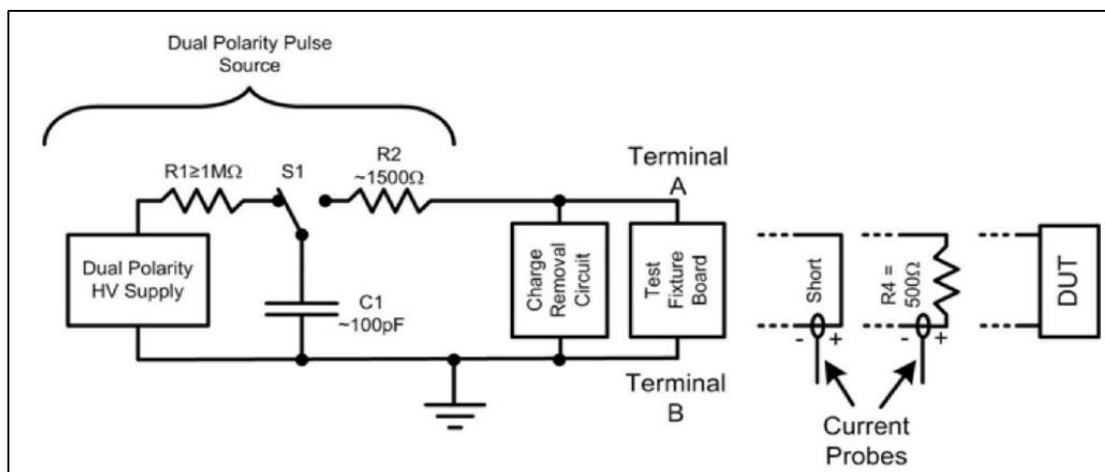 Dual Polarity Pulse
Source
R1≥1MΩ
S1
R2
~1500Ω
Terminal
A
Dual Polarity
HV Supply
C1
~100pF
Charge
Removal
Circuit
Test
Fixture
Board
Short
- +
R4 =
500Ω
- +
DUT
Terminal
B
Current
Probes